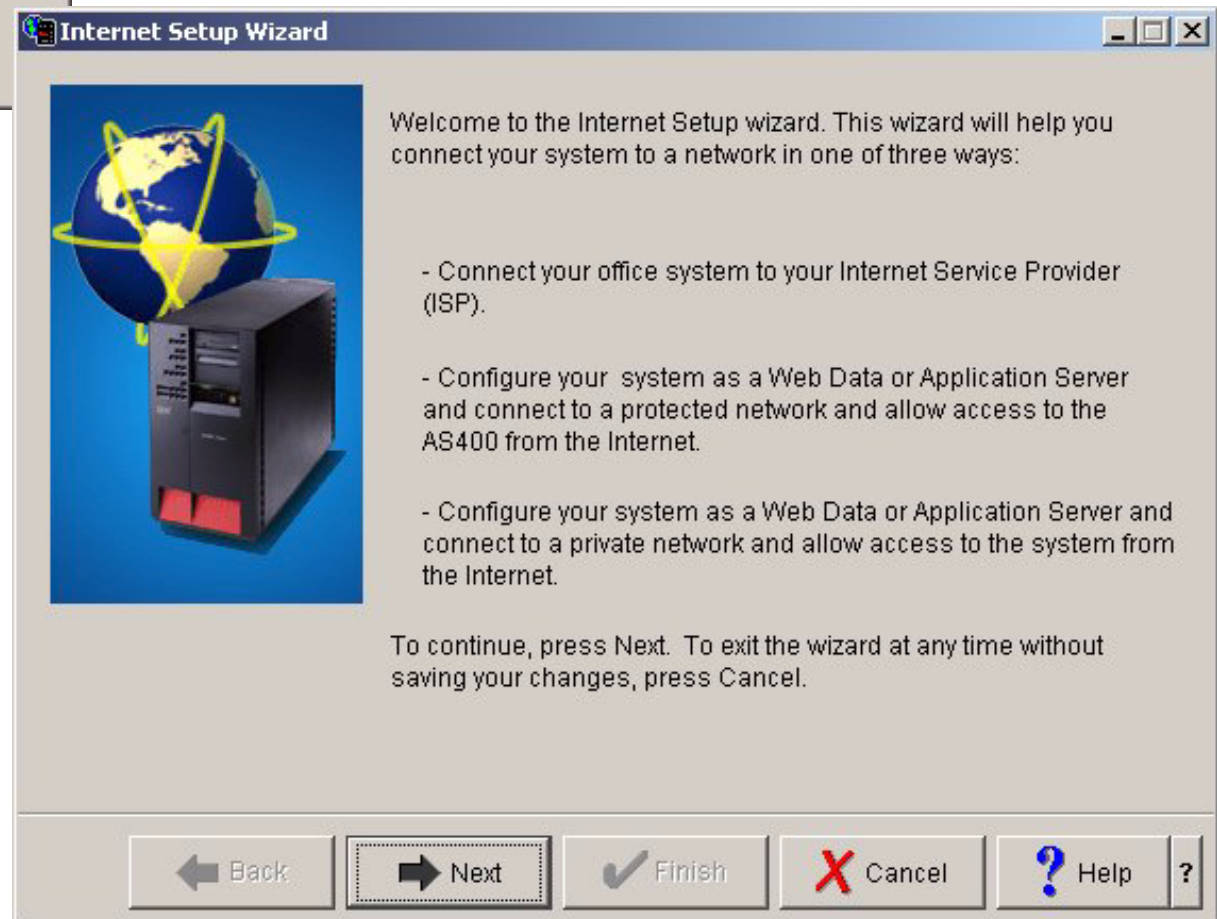 Internet Setup Wizard
Welcome to the Internet Setup wizard. This wizard will help you
connect your system to a network in one of three ways:
- Connect your office system to your Internet Service Provider
(ISP).
- Configure your  system as a Web Data or Application Server
and connect to a protected network and allow access to the
AS400 from the Internet.
- Configure your system as a Web Data or Application Server and
connect to a private network and allow access to the system from
the Internet.
To continue, press Next.  To exit the wizard at any time without
saving your changes, press Cancel.
Back
Next
Finish
Cancel
? Help
?